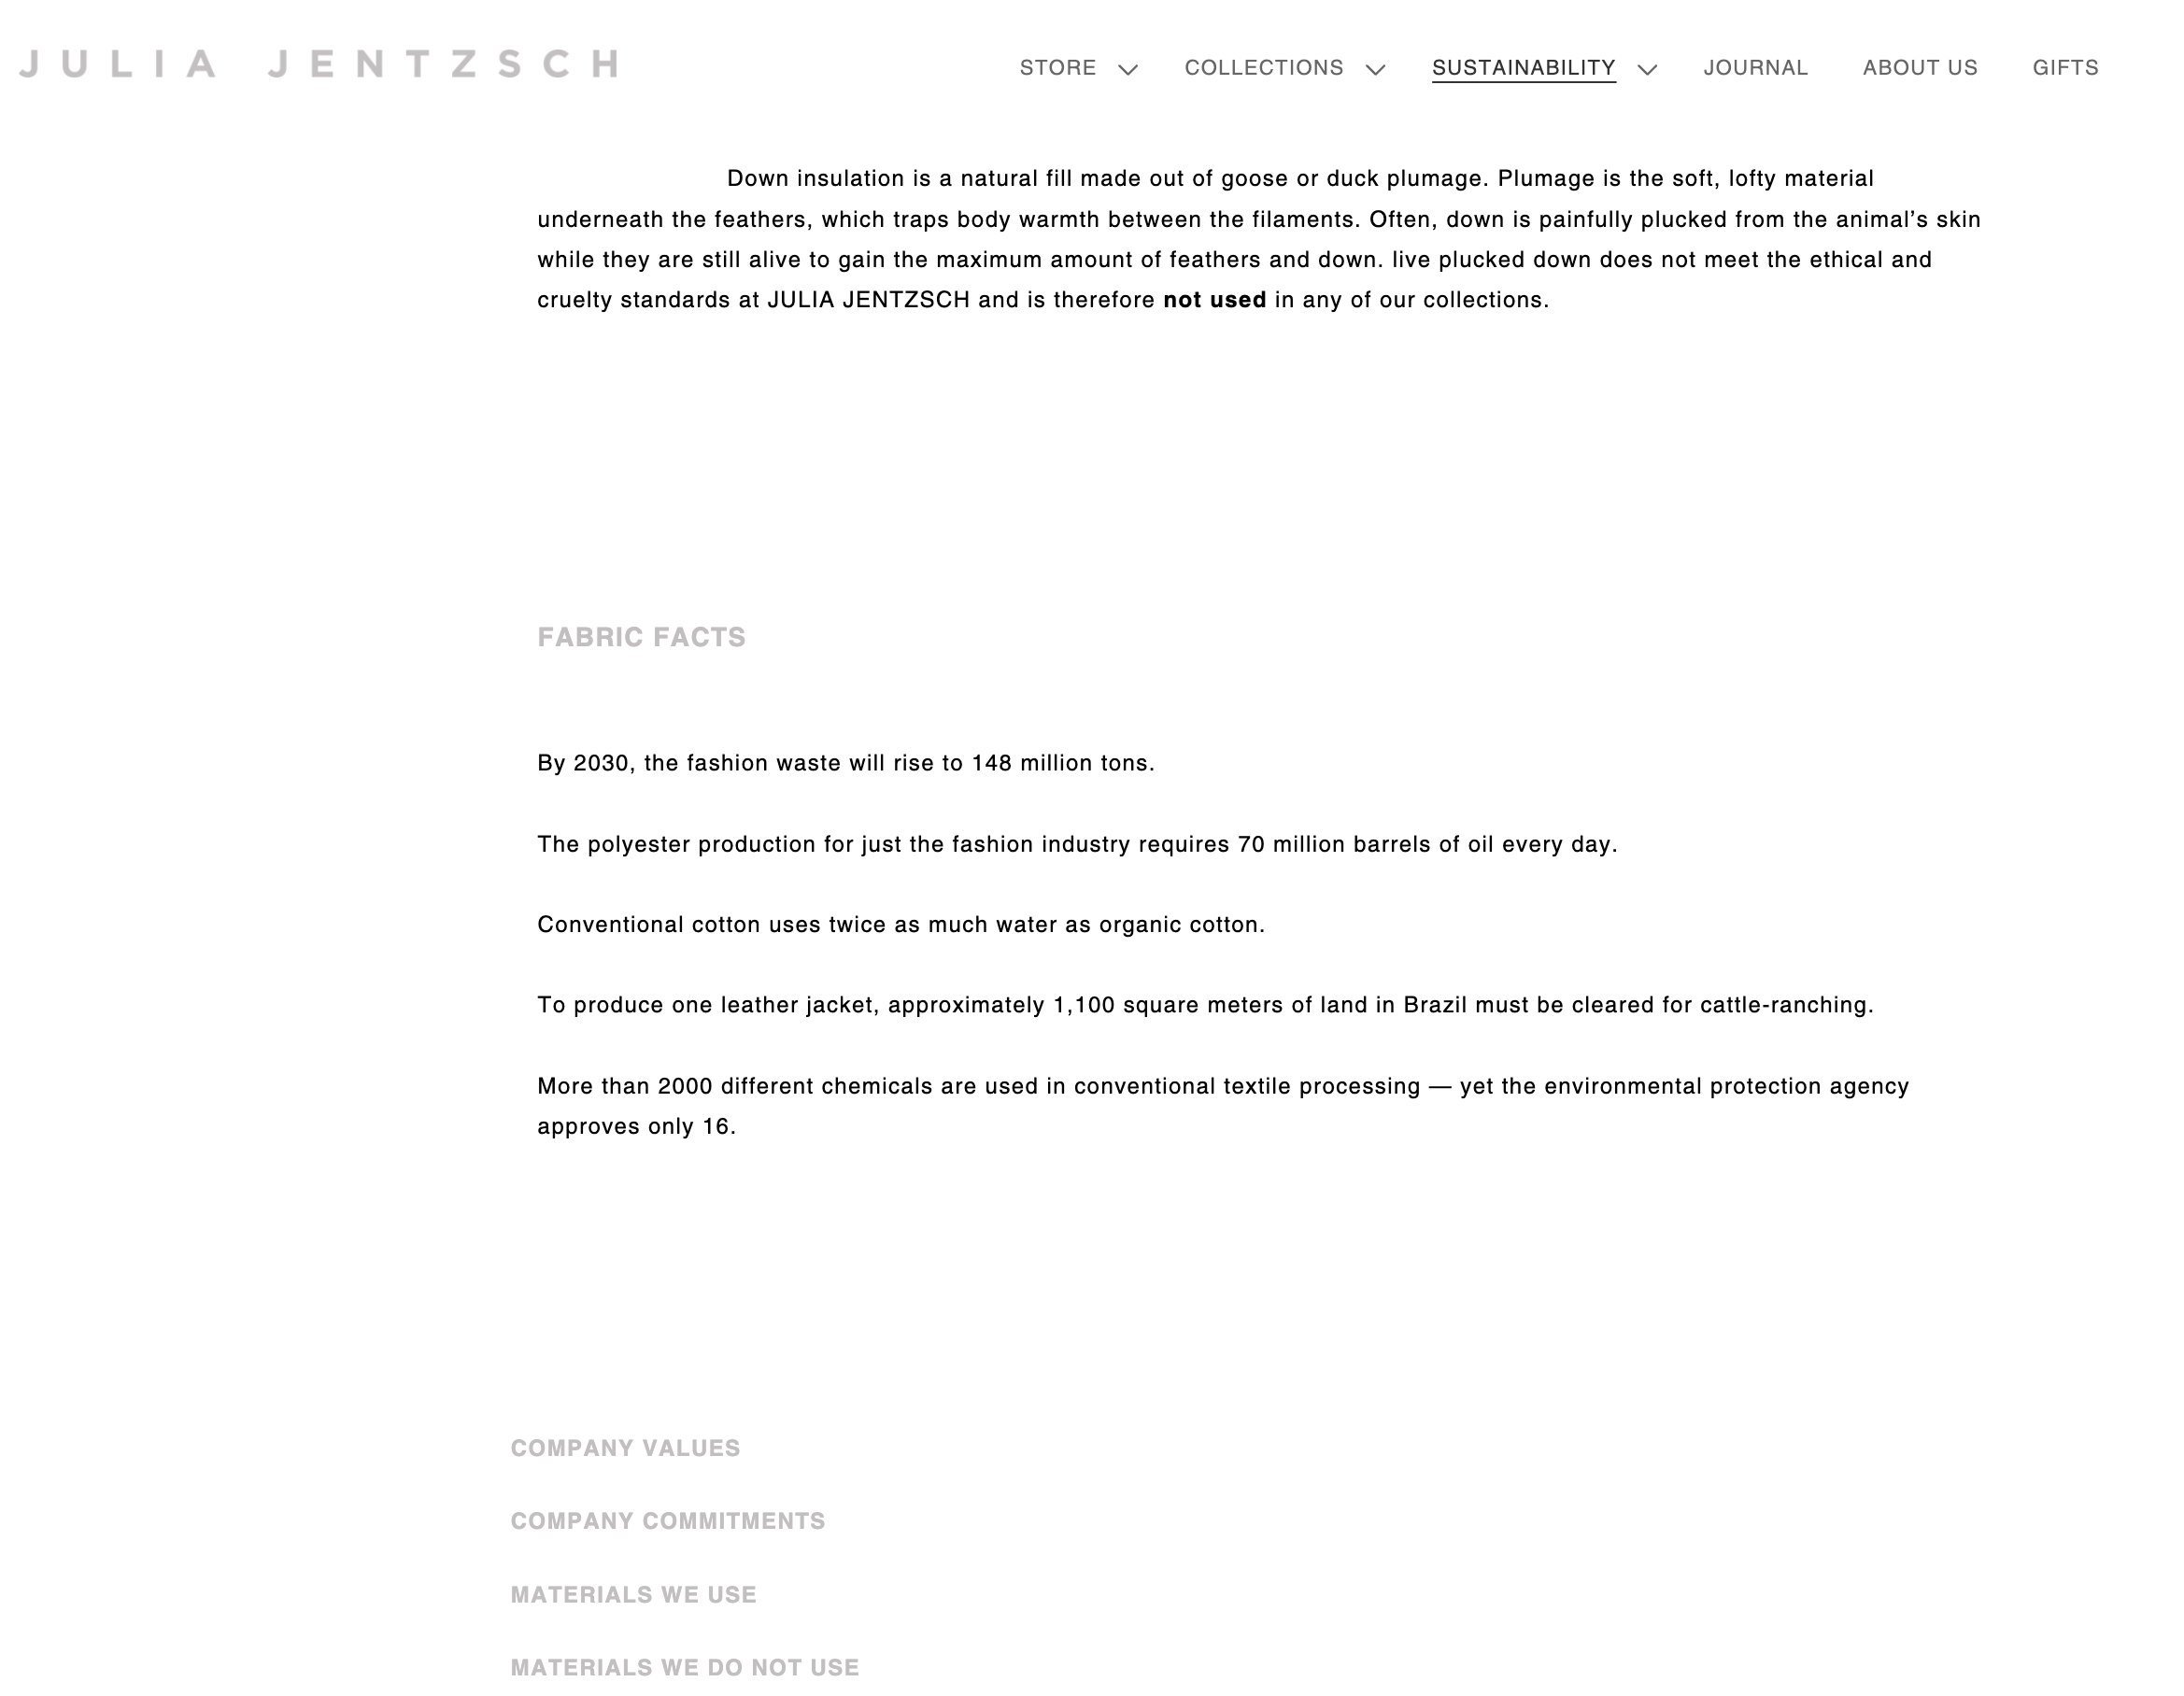 JULIA JENTZSCH
STORE COLLECTIONS SUSTAINABILITY JOURNAL ABOUT US GIFTS
Down insulation is a natural fill made out of goose or duck plumage. Plumage is the soft, lofty material
underneath the feathers, which traps body warmth between the filaments. Often, down is painfully plucked from the animal’s skin
while they are still alive to gain the maximum amount of feathers and down. live plucked down does not meet the ethical and
cruelty standards at JULIA JENTZSCH and is therefore not used in any of our collections.
FABRIC FACTS
By 2030, the fashion waste will rise to 148 million tons.
The polyester production for just the fashion industry requires 70 million barrels of oil every day.
Conventional cotton uses twice as much water as organic cotton.
To produce one leather jacket, approximately 1,100 square meters of land in Brazil must be cleared for cattle-ranching.
More than 2000 different chemicals are used in conventional textile processing — yet the environmental protection agency
approves only 16.
COMPANY VALUES
COMPANY COMMITMENTS
MATERIALS WE USE
MATERIALS WE DO NOT USE